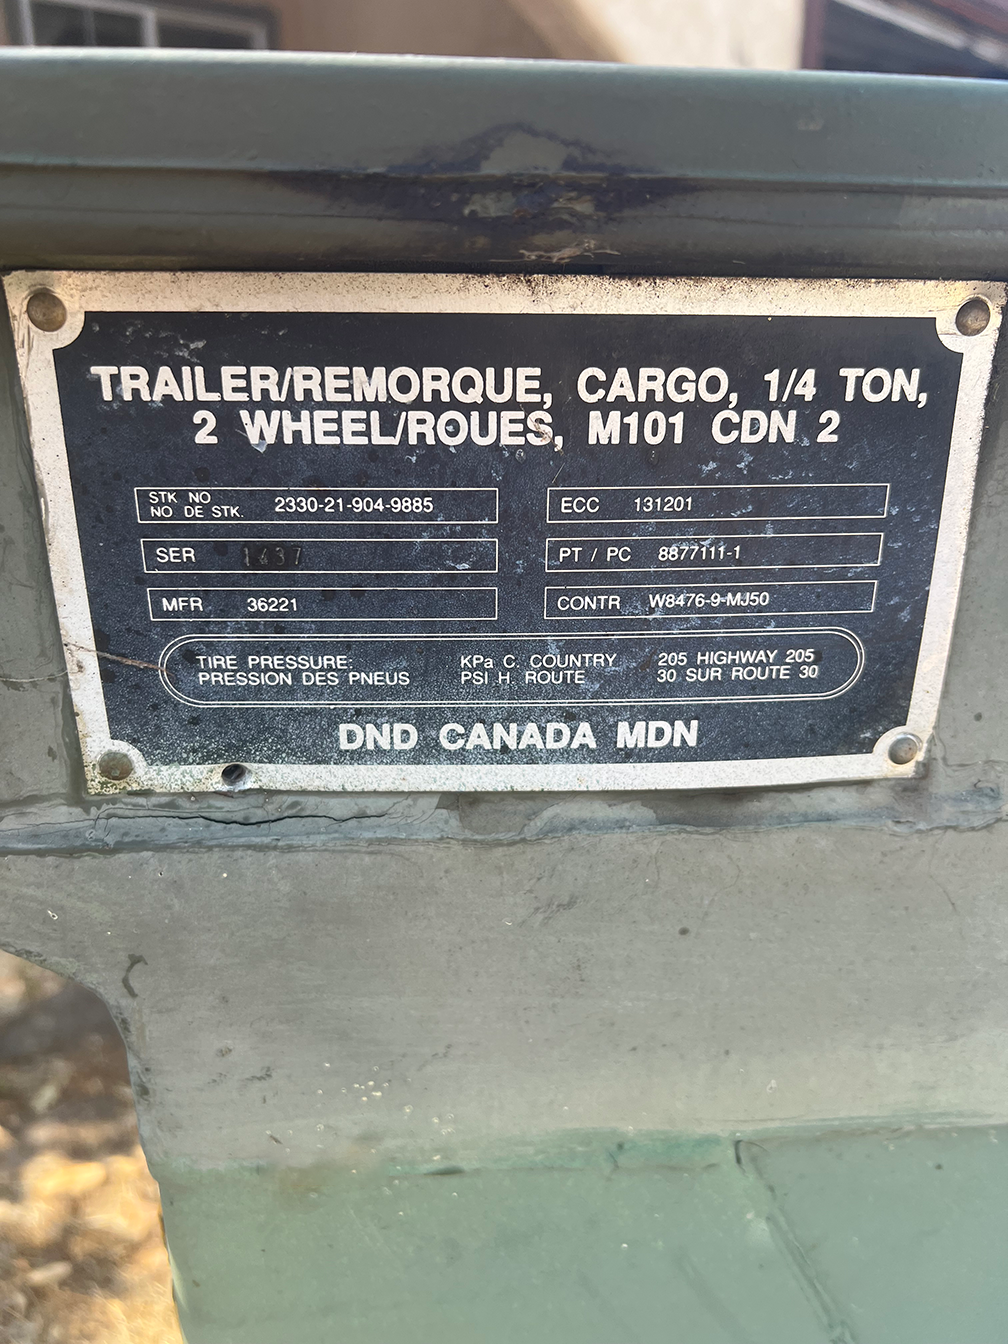 TRAILER/REMORQUE, CARGO, 1/4 TON,
2 WHEEL/ROUES, M101 CDN 2
STK NO
NO DE STK. 2330-21-904-9885
ECC 131201
SER 1437
PT / PC 8877111-1
MFR 36221
CONTR W8476-9-MJ50
TIRE PRESSURE: KPa C. COUNTRY 205 HIGHWAY 205
PRESSION DES PNEUS PSI H. ROUTE 30 SUR ROUTE 30
DND CANADA MDN